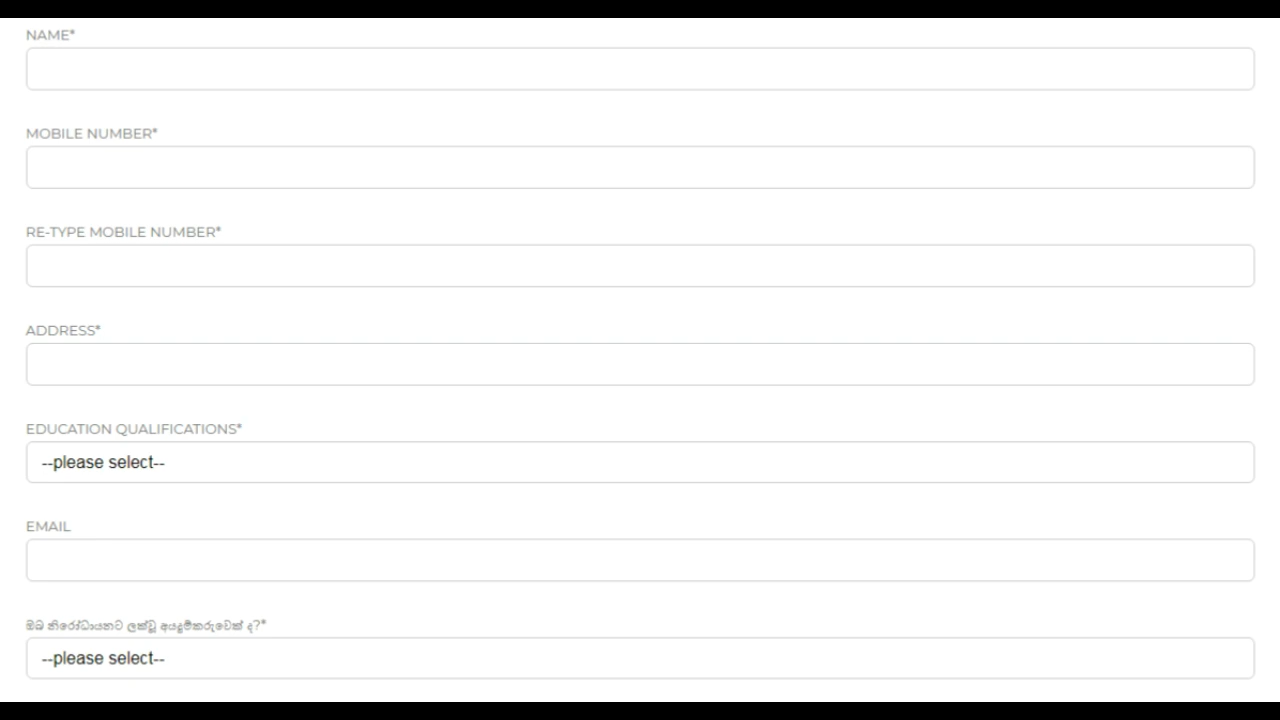 NAME*
MOBILE NUMBER*
RE-TYPE MOBILE NUMBER*
ADDRESS*
EDUCATION QUALIFICATIONS*
--please select--
EMAIL
ඔබ නිරෝධායනට ලක්වූ අයදුම්කරුවෙක් ද?*
--please select--